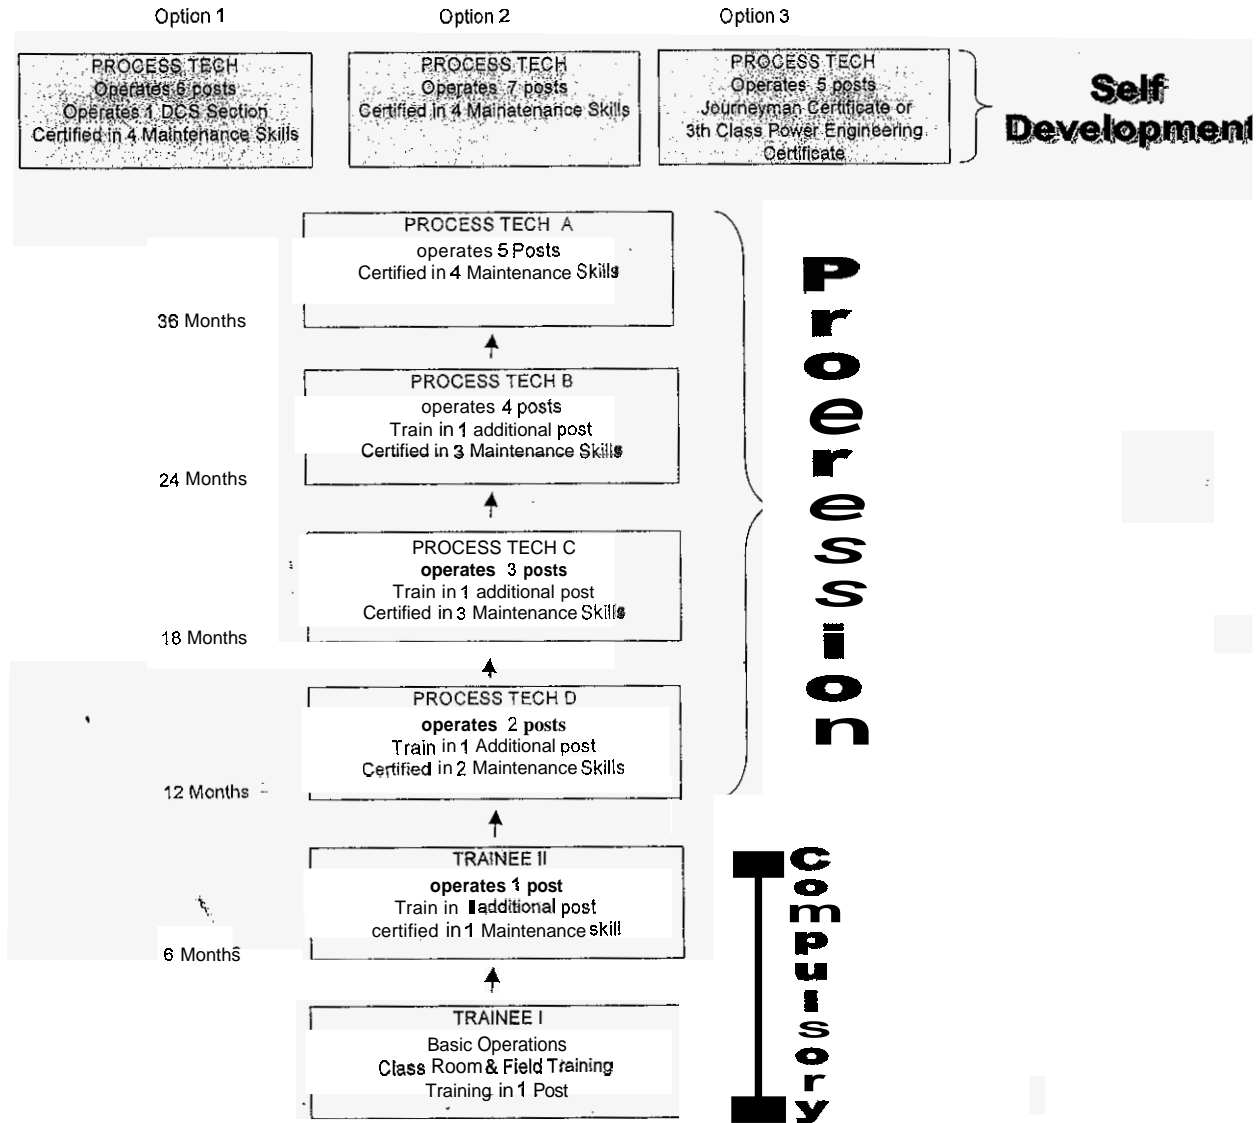 Option 1
Option 2
Option 3
PROCESS TECH
Operates 6 posts
Operates 1 DCS Section
Certified in 4 Maintenance Skills
PROCESS TECH
Operates 7 posts
Certified in 4 Mainatenance Skills
PROCESS TECH
Operates 5 posts
Journeyman Certificate or
3th Class Power Engineering
Certificate
Self
Development
PROCESS TECH A
operates 5 Posts
Certified in 4 Maintenance Skills
36 Months
PROCESS TECH B
operates 4 posts
Train in 1 additional post
Certified in 3 Maintenance Skills
24 Months
PROCESS TECH C
operates 3 posts
Train in 1 additional post
Certified in 3 Maintenance Skills
18 Months
PROCESS TECH D
operates 2 posts
Train in 1 Additional post
Certified in 2 Maintenance Skills
12 Months
Proeression
TRAINEE II
operates 1 post
Train in 1 additional post
certified in 1 Maintenance skill
6 Months
TRAINEE I
Basic Operations
Class Room & Field Training
Training in 1 Post
Compuisory